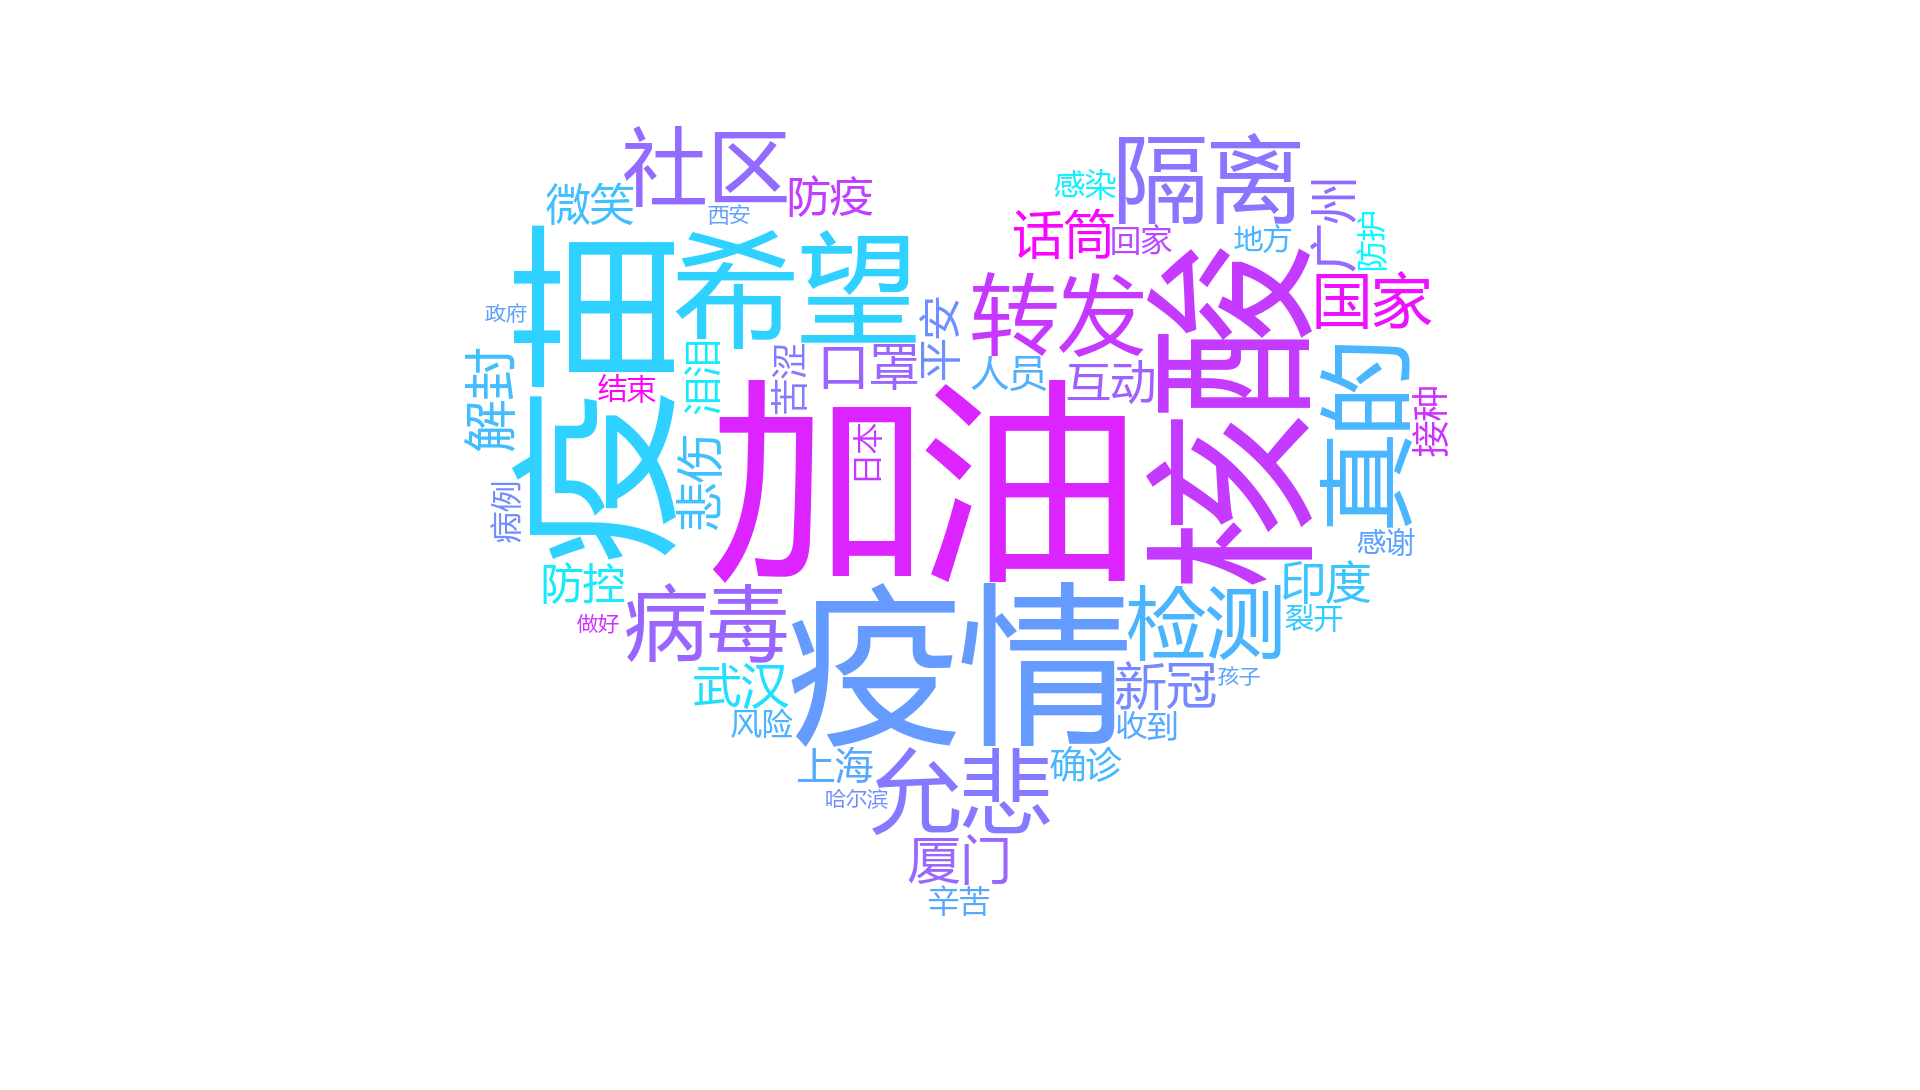 社区
隔离
感染
微笑
防疫
西安
广州
话筒
回家
地方
防护
希望
疫苗
核酸
转发
国家
政府
平安
口罩
苦涩
泪泪
人员
互动
真的
解封
结束
加油
日本
接种
悲伤
病例
感谢
防控
印度
病毒
疫情
检测
做好
裂开
武汉
新冠
孩子
风险
收到
上海
允悲
确诊
哈尔滨
厦门
辛苦